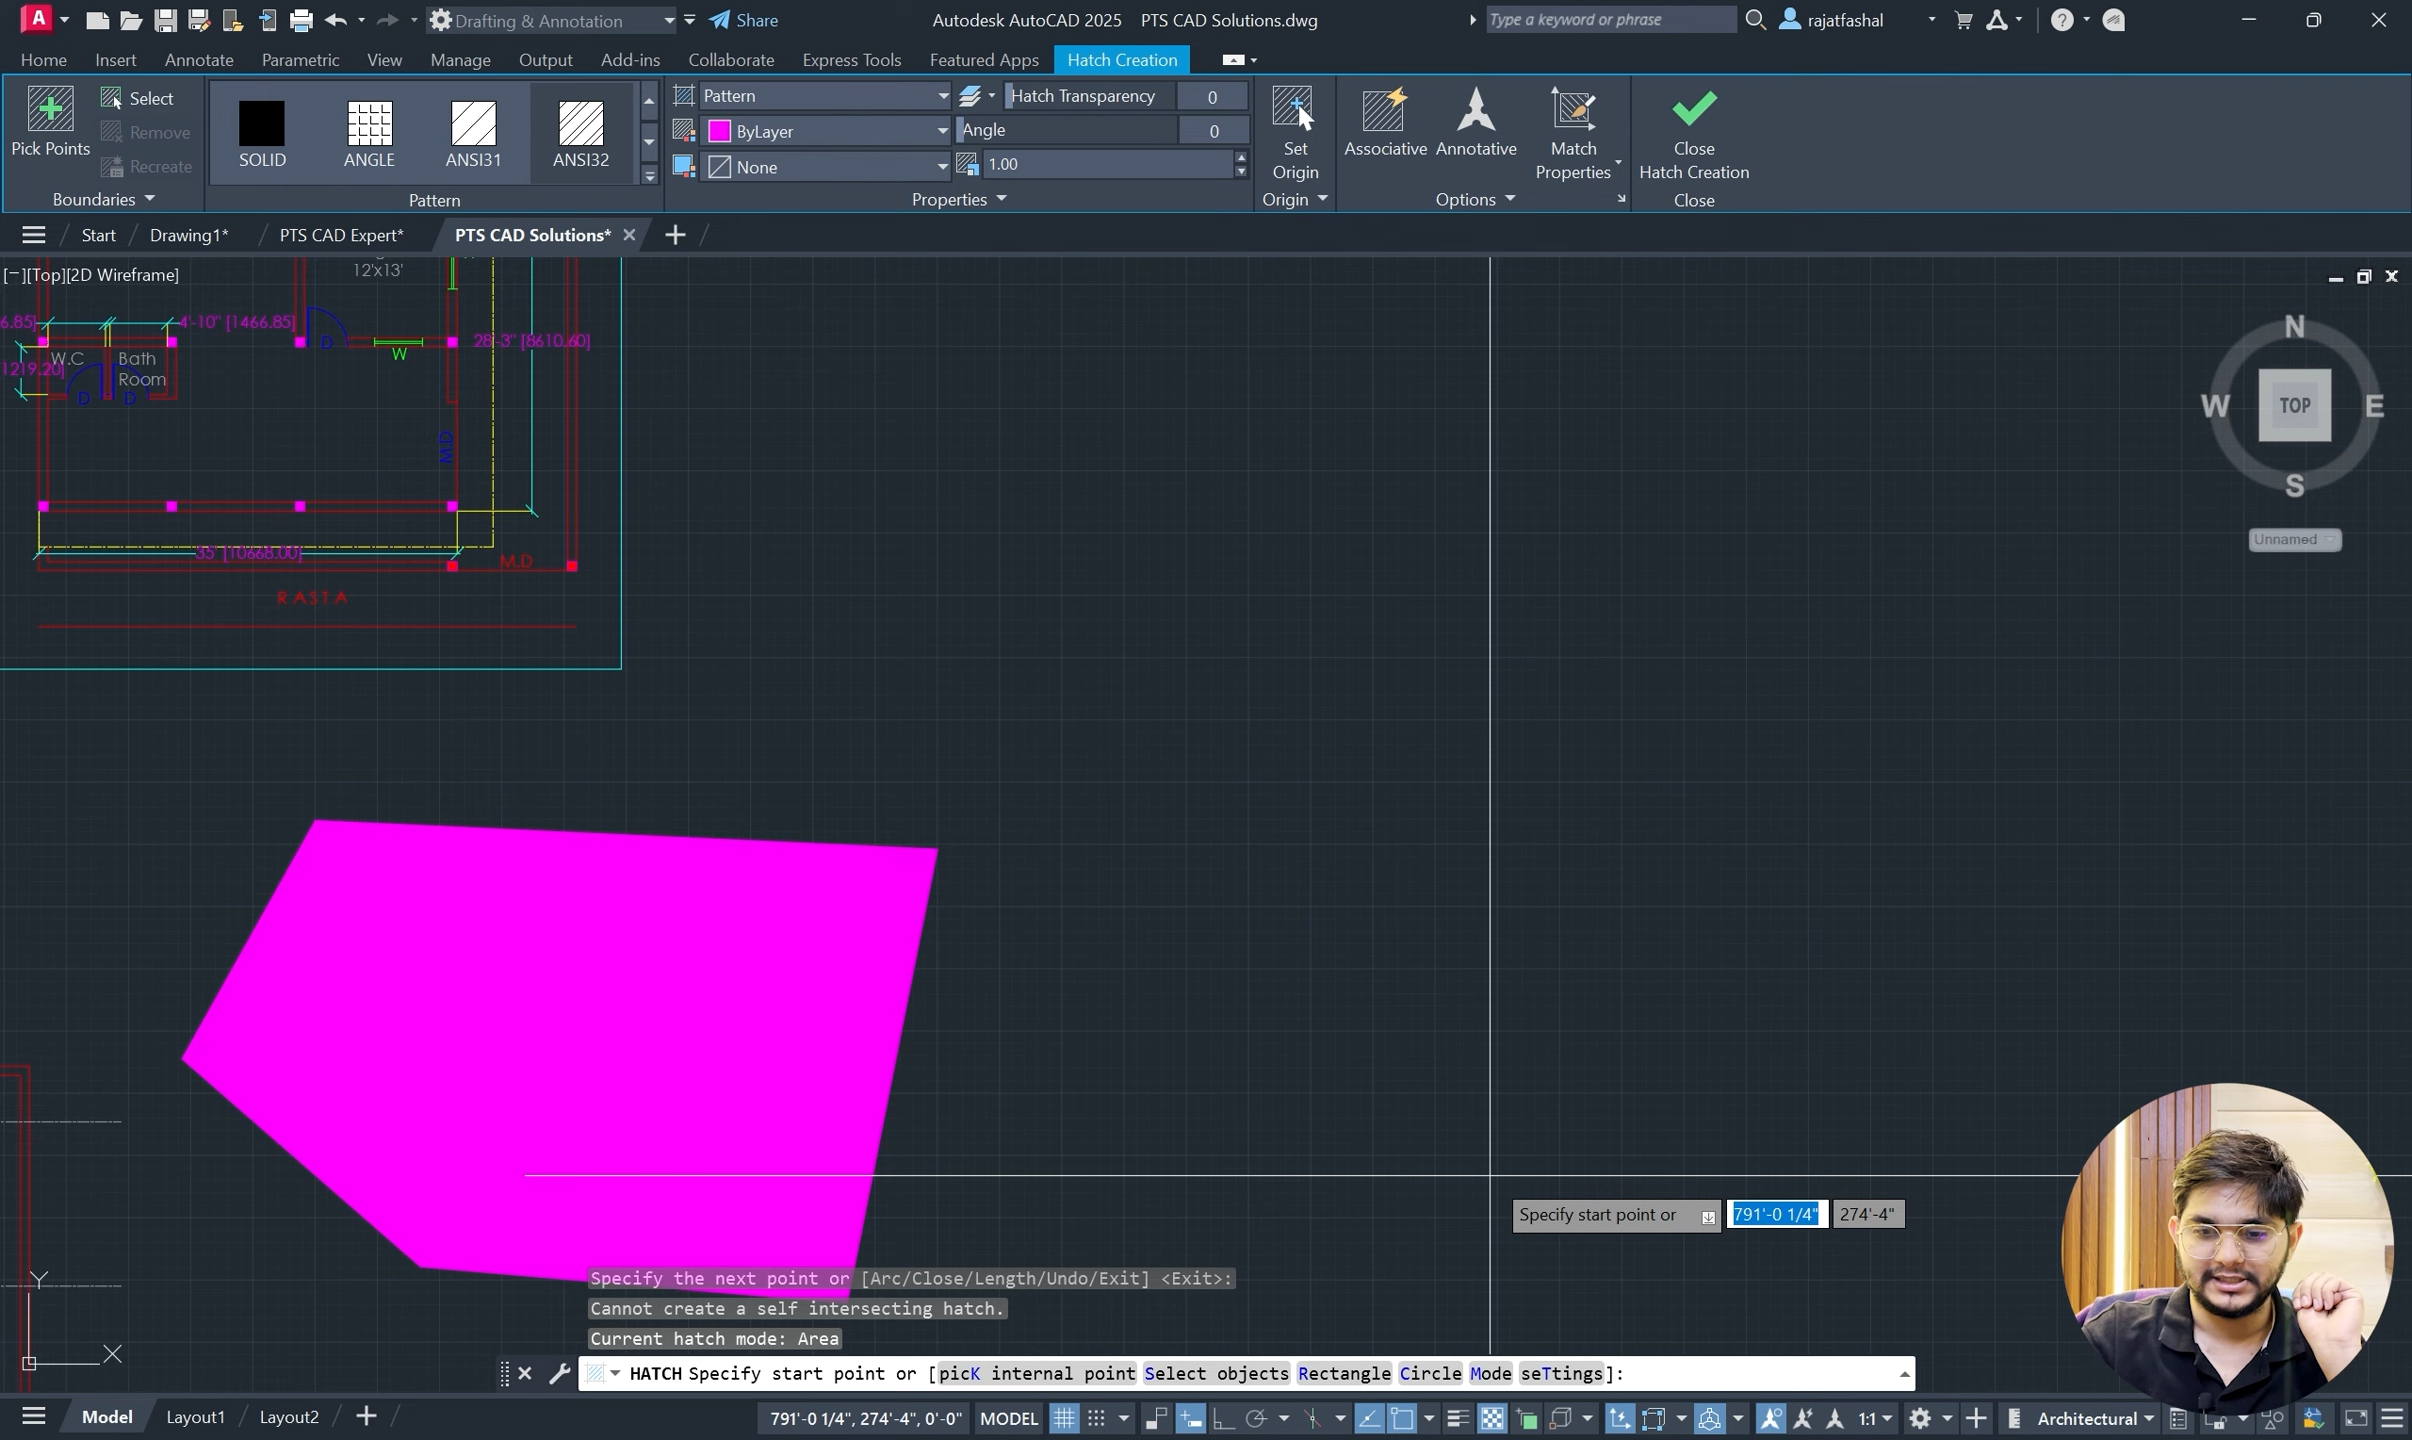 Drafting & Annotation
Share
Autodesk AutoCAD 2025 PTS CAD Solutions.dwg
Type a keyword or phrase
rajatfashal
Home Insert Annotate Parametric View Manage Output Add-ins Collaborate Express Tools Featured Apps Hatch Creation
Pick Points
Select
Remove
Recreate
Boundaries
SOLID
ANGLE
ANSI31
ANSI32
Pattern
Pattern
ByLayer
None
Hatch Transparency 0
Angle 0
1.00
Properties
Set
Origin
Origin
Associative
Annotative
Match
Properties
Options
Close
Hatch Creation
Close
Start Drawing1* PTS CAD Expert* PTS CAD Solutions*
[−][Top][2D Wireframe]
12'x13'
6.85]
4'-10" [1466.85]
D
W
28'-3" [8610.60]
W.C
Bath
Room
1219.20]
D
D
M.D
35' [10668.00]
M.D
RASTA
N
W
TOP
E
S
Unnamed
Specify start point or 791'-0 1/4" 274'-4"
Y
X
Specify the next point or [Arc/Close/Length/Undo/Exit] <Exit>:
Cannot create a self intersecting hatch.
Current hatch mode: Area
HATCH Specify start point or [picK internal point Select objects Rectangle Circle Mode seTtings]:
Model Layout1 Layout2
791'-0 1/4", 274'-4", 0'-0" MODEL
1:1
Architectural